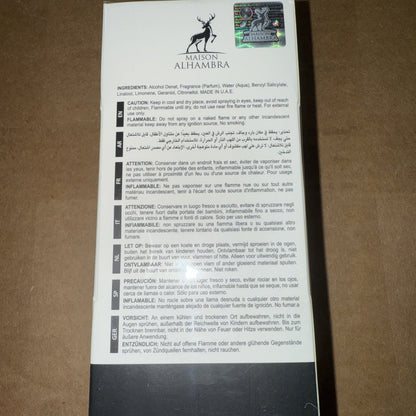 MAISON
ALHAMBRA
MAISON
ALHAMBRA
INGREDIENTS: Alcohol Denat, Fragrance (Parfum), Water (Aqua), Benzyl Salicylate,
Linalool, Limonene, Geraniol, Citronellol. MADE IN U.A.E.
EN
CAUTION: Keep in cool and dry place, avoid spraying in eyes, keep out of reach
of children, Flammable until dry. Do not use near a flame or fire. For external
use only.
FLAMMABLE: Do not spray on a naked flame or any other incandescent
material keep away from any ignition source, No smoking.
AR
FR
ATTENTION: Conserver dans un endroit frais et sec, éviter de vaporiser dans
les yeux, tenir hors de portée des enfants, inflammable jusqu'à ce qu'il sèche,
ne pas utiliser à proximité d'un feu ou d'une source de chaleur. Pour usage
externe uniquement.
INFLAMMABLE: Ne pas vaporiser sur une flamme nue ou sur tout autre
matériel incandescent, tenir à l'écart de toute source d'inflammation, ne pas
fumer.
IT
ATTENZIONE: Conservare in luogo fresco e asciutto, evitare di spruzzare negli
occhi, tenere fuori dalla portata dei bambini, infiammabile fino a secco, non
usare vicino a fiamme o fonti di calore. Solo per uso esterno.
INFIAMMABILE: non spruzzare su una fiamma libera o su qualsiasi altro
materiale incandescente, tenere lontano da qualsiasi fonte di accensione, non
fumare.
NL
LET OP: Bewaar op een koele en droge plaats, vermijd sproeien in de ogen,
buiten het bereik van kinderen houden, Ontvlambaar tot het droog is, niet
gebruiken in de buurt van vuur, vlammen of hitte. Alleen voor uitwendig gebruik.
ONTVLAMBAAR: Niet op open vlam of ander gloeiend materiaal spuiten
blijf uit de buurt van ontstekingsbronnen, Niet roken.
SP
PRECAUCIÓN: Mantener en lugar fresco y seco, evitar rociar en los ojos,
mantener fuera del alcance de los niños, inflamable hasta que se seque, no usar
cerca de llamas o calor. Sólo para uso externo.
INFLAMABLE: No rocíe sobre una llama desnuda o cualquier otro material
incandescente mantener alejado de cualquier fuente de ignición, No fumar.
GER
VORSICHT: An einem kühlen und trockenen Ort aufbewahren, nicht in die
Augen sprühen, außerhalb der Reichweite von Kindern aufbewahren, Bis zum
Trocknen brennbar, nicht in der Nähe von Feuer oder Hitze verwenden. Nur für
äußere Anwendung.
ENTZÜNDLICH: Nicht auf offene Flamme oder andere glühende Gegenstände
sprühen, von Zündquellen fernhalten, nicht rauchen.